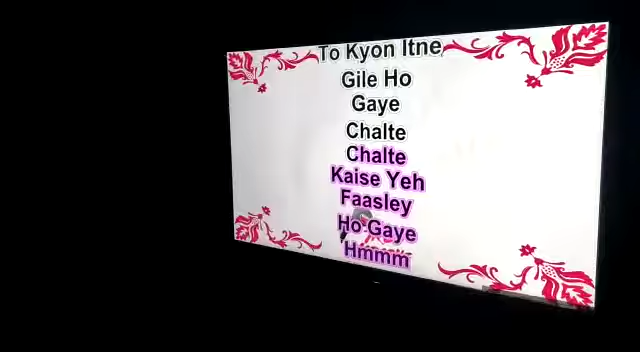 To Kyon Itne
Gile Ho
Gaye
Chalte
Chalte
Kaise Yeh
Faasley
Ho Gaye
Hmmm